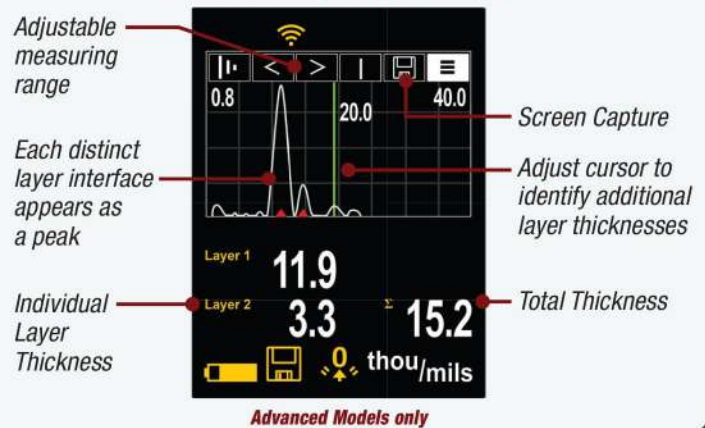 Adjustable
measuring
range
Each distinct
layer interface
appears as
a peak
Individual
Layer
Thickness
< >
0.8
20.0
40.0
Layer 1
11.9
Layer 2
3.3
Σ
15.2
0
thou/mils
Screen Capture
Adjust cursor to
identify additional
layer thicknesses
Total Thickness
Advanced Models only